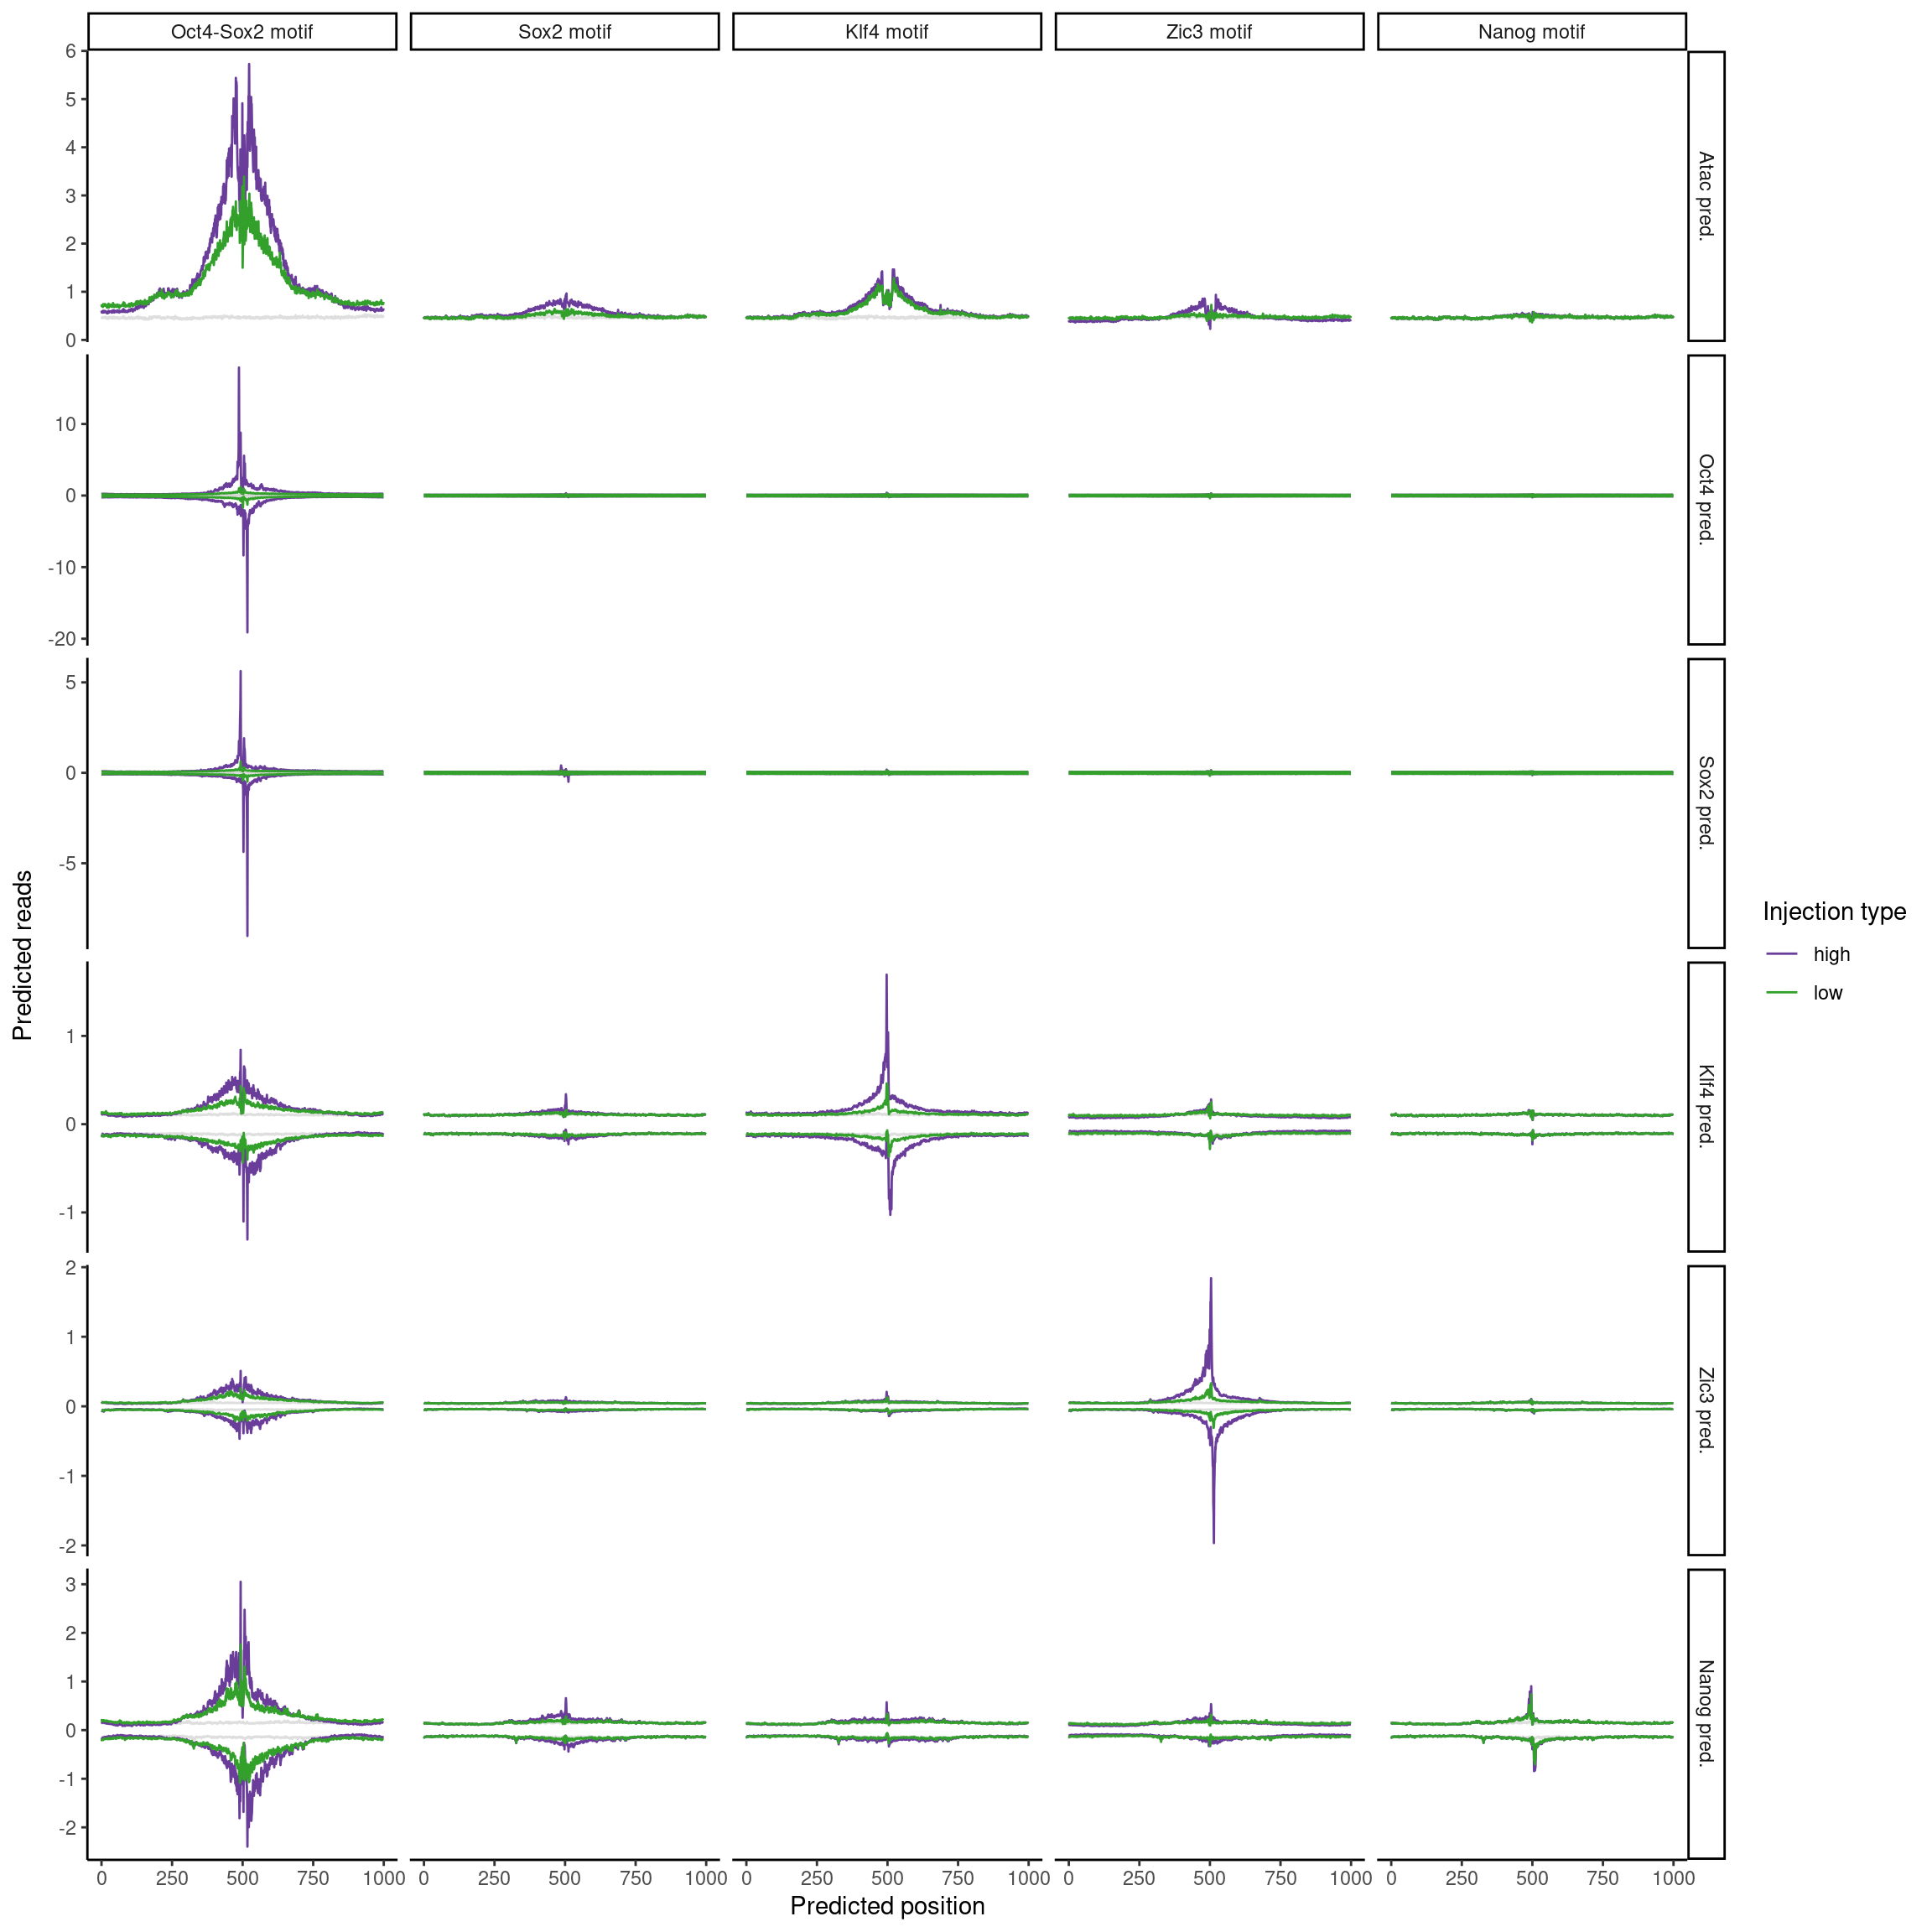 Oct4-Sox2 motif Sox2 motif Klf4 motif Zic3 motif Nanog motif
6
5
4
3
2
1
0
Atac pred.
10
0
-10
-20
Oct4 pred.
5
0
-5
Sox2 pred.
1
0
-1
Klf4 pred.
2
1
0
-1
-2
Zic3 pred.
3
2
1
0
-1
-2
Nanog pred.
0 250 500 750 1000 0 250 500 750 1000 0 250 500 750 1000 0 250 500 750 1000 0 250 500 750 1000
Predicted position
Predicted reads
Injection type
high
low